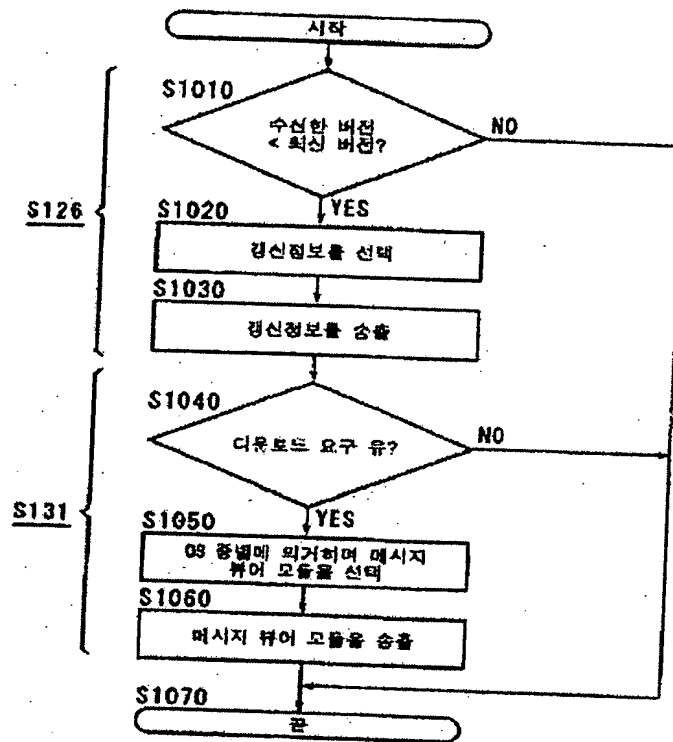 시작
S1010
수신한 버전
< 최신 버전?
NO
S126
YES
S1020
갱신정보를 선택
S1030
갱신정보를 송출
S1040
디운로드 요구 유?
NO
S131
YES
S1050
OS 종별에 의거하여 메시지
뷰어 모듈을 선택
S1060
메시지 뷰어 모듈을 송출
S1070
끝